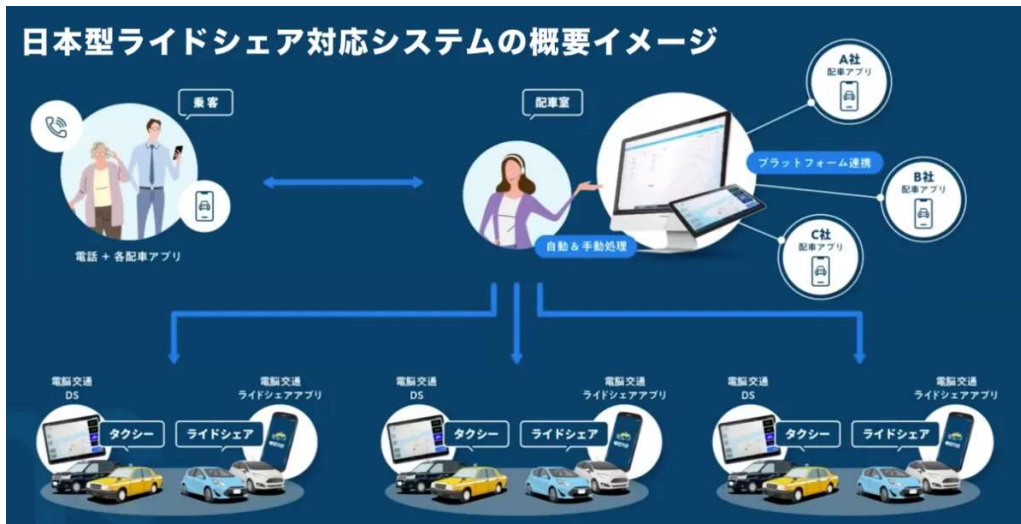 日本型ライドシェア対応システムの概要イメージ
乗客
配車室
A社
配車アプリ
プラットフォーム連携
B社
配車アプリ
C社
配車アプリ
自動 & 手動処理
電話 + 各配車アプリ
電脳交通
DS
電脳交通
ライドシェアアプリ
タクシー
ライドシェア
電脳交通
DS
電脳交通
ライドシェアアプリ
タクシー
ライドシェア
電脳交通
DS
電脳交通
ライドシェアアプリ
タクシー
ライドシェア